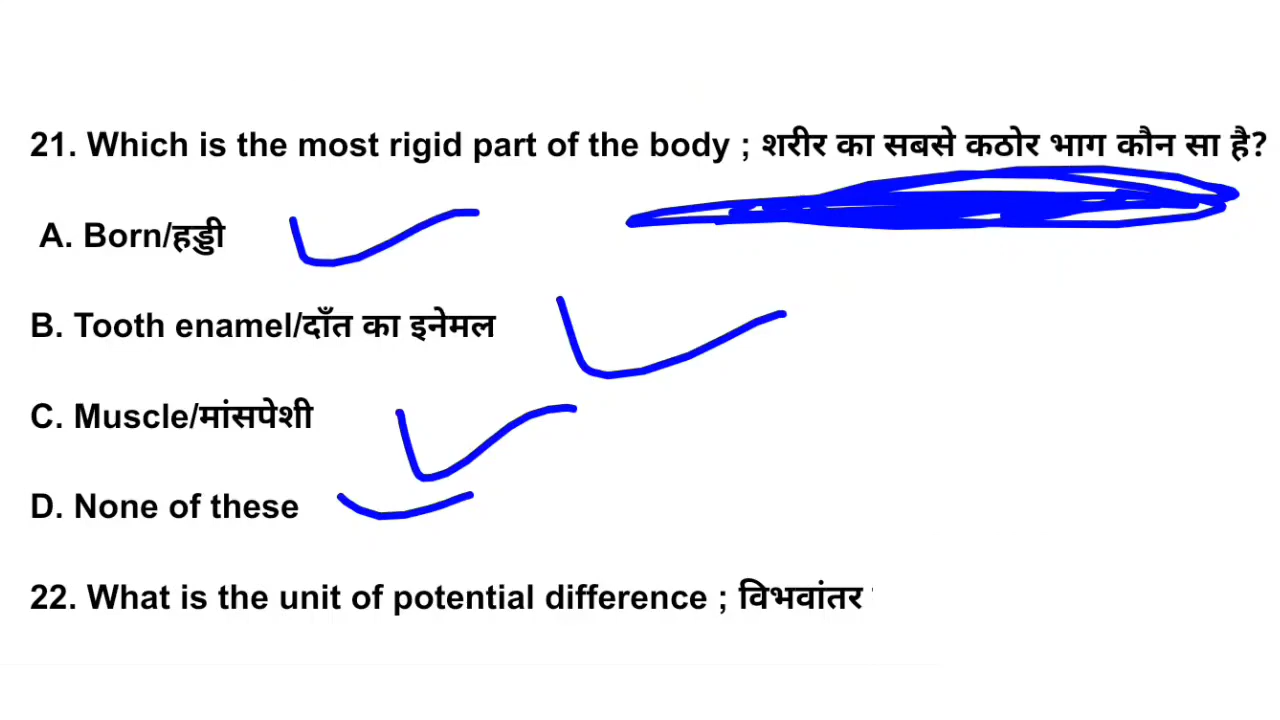 21. Which is the most rigid part of the body ; शरीर का सबसे कठोर भाग कौन सा है?
A. Born/हड्डी
B. Tooth enamel/दाँत का इनेमल
C. Muscle/मांसपेशी
D. None of these
22. What is the unit of potential difference ; विभवांतर